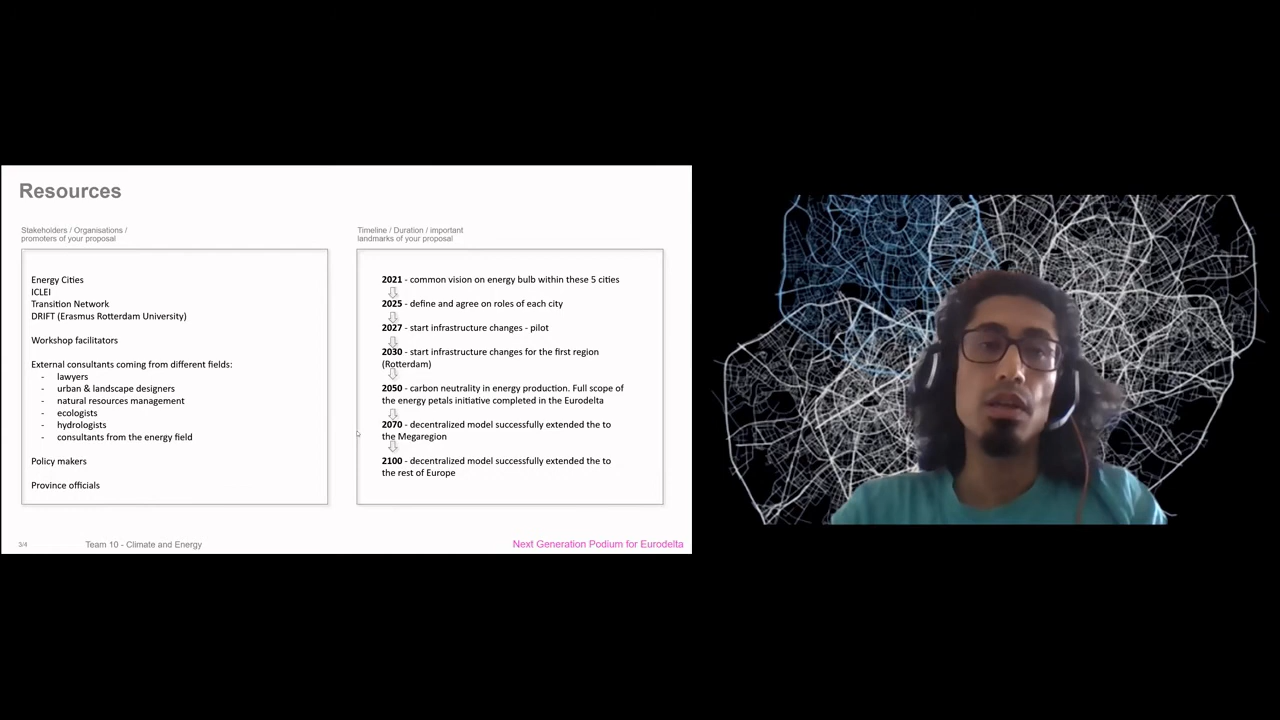 Resources
Stakeholders / Organisations /
promoters of your proposal
Energy Cities
ICLEI
Transition Network
DRIFT (Erasmus Rotterdam University)
Workshop facilitators
External consultants coming from different fields:
- lawyers
- urban & landscape designers
- natural resources management
- ecologists
- hydrologists
- consultants from the energy field
Policy makers
Province officials
Timeline / Duration / important
landmarks of your proposal
2021 - common vision on energy bulb within these 5 cities
2025 - define and agree on roles of each city
2027 - start infrastructure changes - pilot
2030 - start infrastructure changes for the first region
(Rotterdam)
2050 - carbon neutrality in energy production. Full scope of
the energy petals initiative completed in the Eurodelta
2070 - decentralized model successfully extended the to
the Megaregion
2100 - decentralized model successfully extended the to
the rest of Europe
3/4
Team 10 - Climate and Energy
Next Generation Podium for Eurodelta